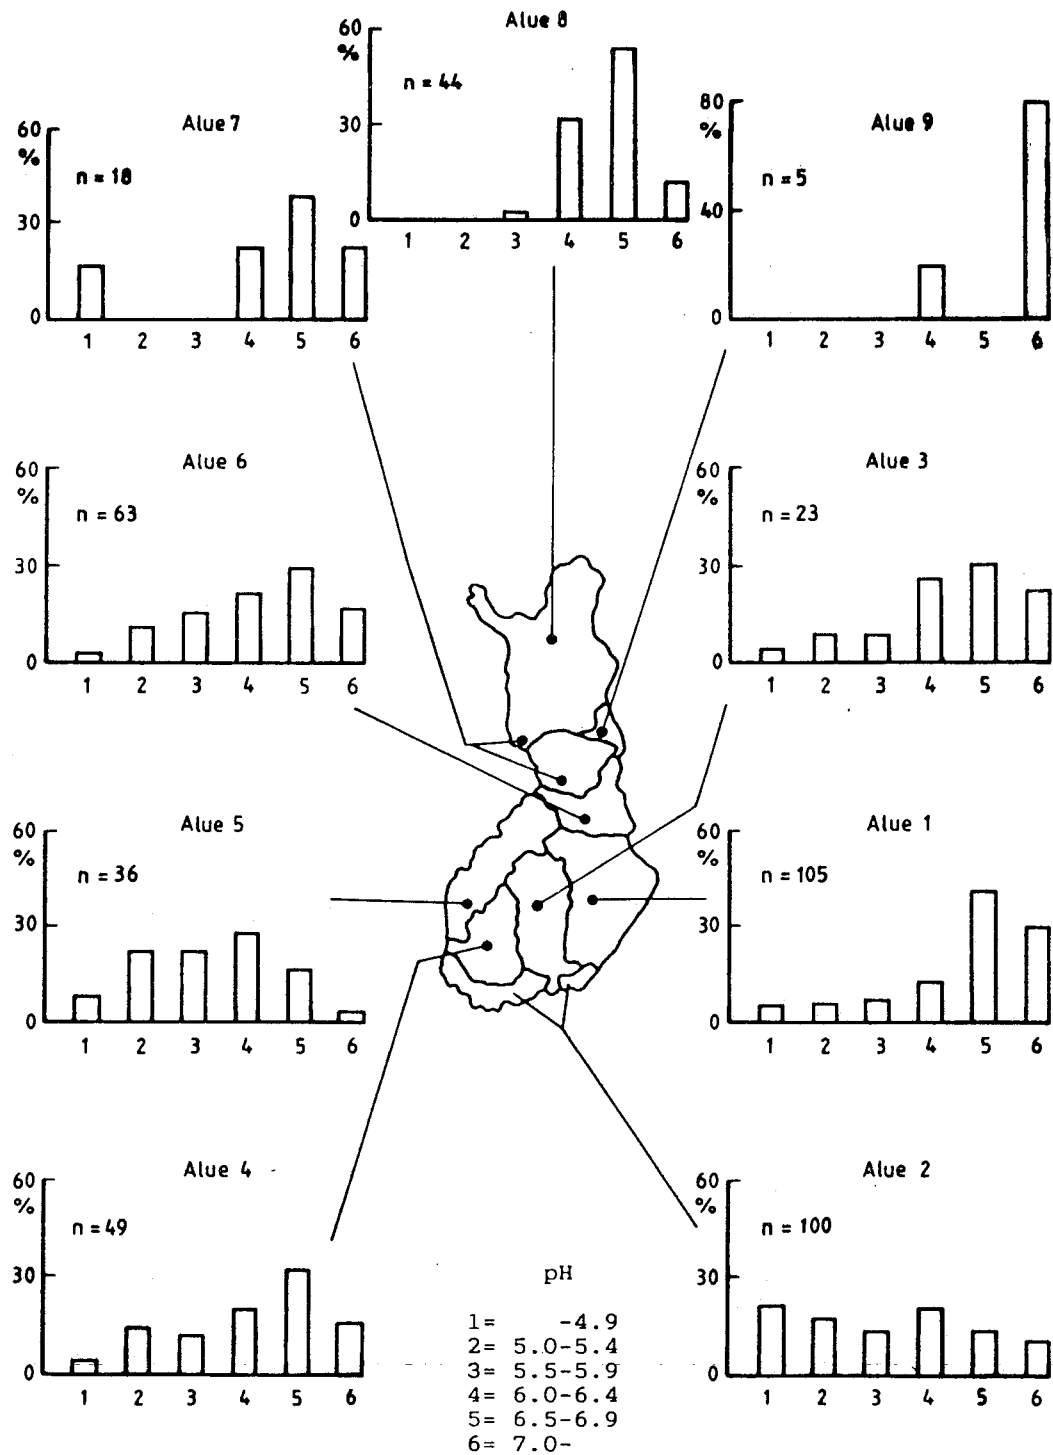 Alue 8
60
%
n = 44
30
0
1 2 3 4 5 6
Alue 7
60
%
n = 18
30
0
1 2 3 4 5 6
Alue 9
80
%
n = 5
40
0
1 2 3 4 5 6
Alue 6
60
%
n = 63
30
0
1 2 3 4 5 6
Alue 3
60
%
n = 23
30
0
1 2 3 4 5 6
Alue 5
60
%
n = 36
30
0
1 2 3 4 5 6
Alue 1
60
%
n = 105
30
0
1 2 3 4 5 6
Alue 4
60
%
n = 49
30
0
1 2 3 4 5 6
Alue 2
60
%
n = 100
30
0
1 2 3 4 5 6
pH
1= -4.9
2= 5.0-5.4
3= 5.5-5.9
4= 6.0-6.4
5= 6.5-6.9
6= 7.0-